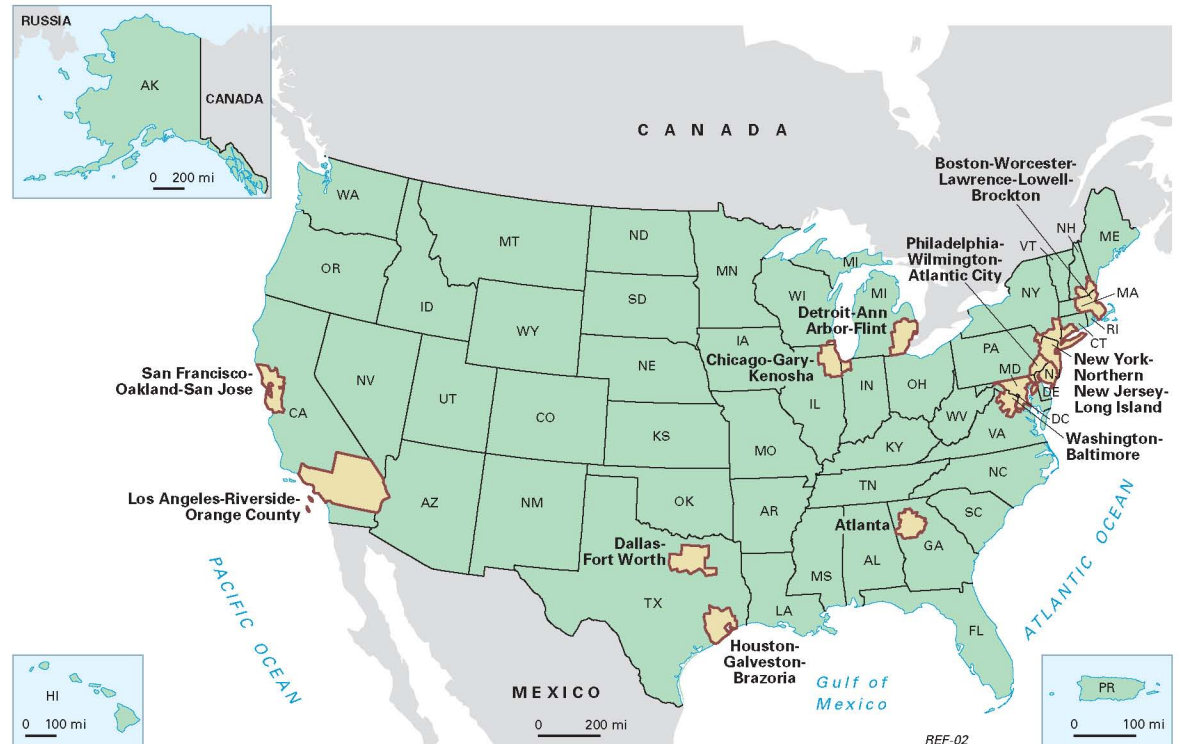 RUSSIA
AK
CANADA
0 200 mi
CANADA
Boston-Worcester-
Lawrence-Lowell-
Brockton
Philadelphia-
Wilmington-
Atlantic City
NH
VT
ME
WA
MT
ND
MN
OR
ID
SD
WI
MI
MI
NY
MA
RI
CT
WY
Detroit-Ann
Arbor-Flint
IA
Chicago-Gary-
Kenosha
NE
PA
MD
NJ
New York-
Northern
New Jersey-
Long Island
San Francisco-
Oakland-San Jose
CA
NV
UT
CO
IL
IN
OH
DE
DC
WV
VA
Washington-
Baltimore
KS
MO
KY
NC
TN
Los Angeles-Riverside-
Orange County
AZ
NM
OK
AR
SC
Atlanta
GA
AL
MS
Dallas-
Fort Worth
TX
LA
FL
Houston-
Galveston-
Brazoria
PACIFIC OCEAN
ATLANTIC OCEAN
Gulf of
Mexico
MEXICO
0 200 mi
HI
0 100 mi
PR
0 100 mi
REF-02